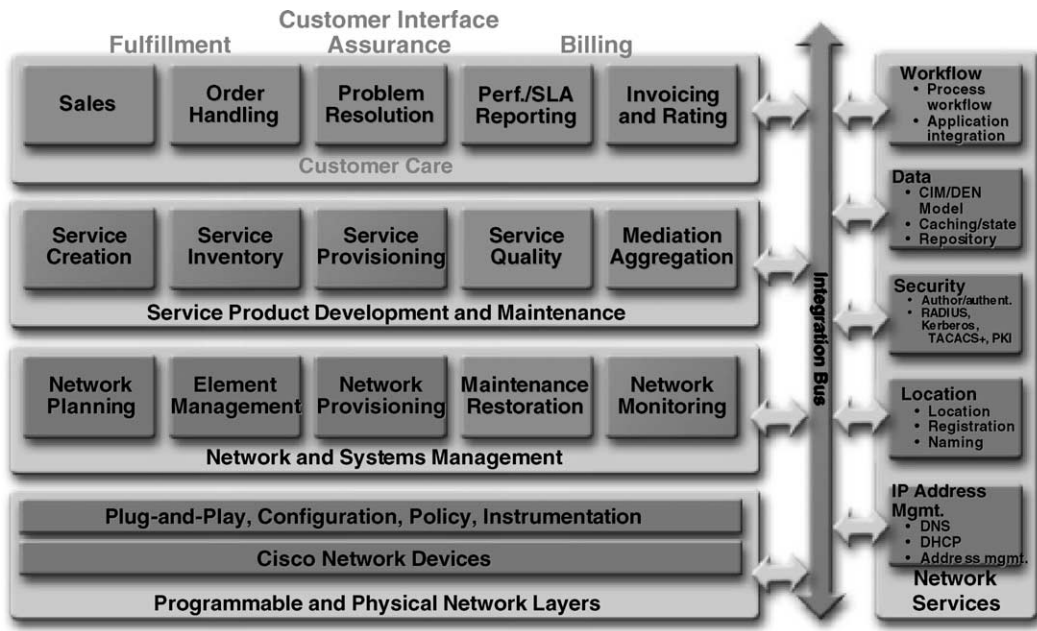 Customer Interface
Fulfillment
Assurance
Billing
Sales
Order
Handling
Problem
Resolution
Perf./SLA
Reporting
Invoicing
and Rating
Customer Care
Service
Creation
Service
Inventory
Service
Provisioning
Service
Quality
Mediation
Aggregation
Service Product Development and Maintenance
Network
Planning
Element
Management
Network
Provisioning
Maintenance
Restoration
Network
Monitoring
Network and Systems Management
Plug-and-Play, Configuration, Policy, Instrumentation
Cisco Network Devices
Programmable and Physical Network Layers
Integration Bus
Workflow
• Process
workflow
• Application
integration
Data
• CIM/DEN
Model
• Caching/state
• Repository
Security
• Author/authent.
• RADIUS,
Kerberos,
TACACS+, PKI
Location
• Location
• Registration
• Naming
IP Address
Mgmt.
• DNS
• DHCP
• Address mgmt.
Network
Services